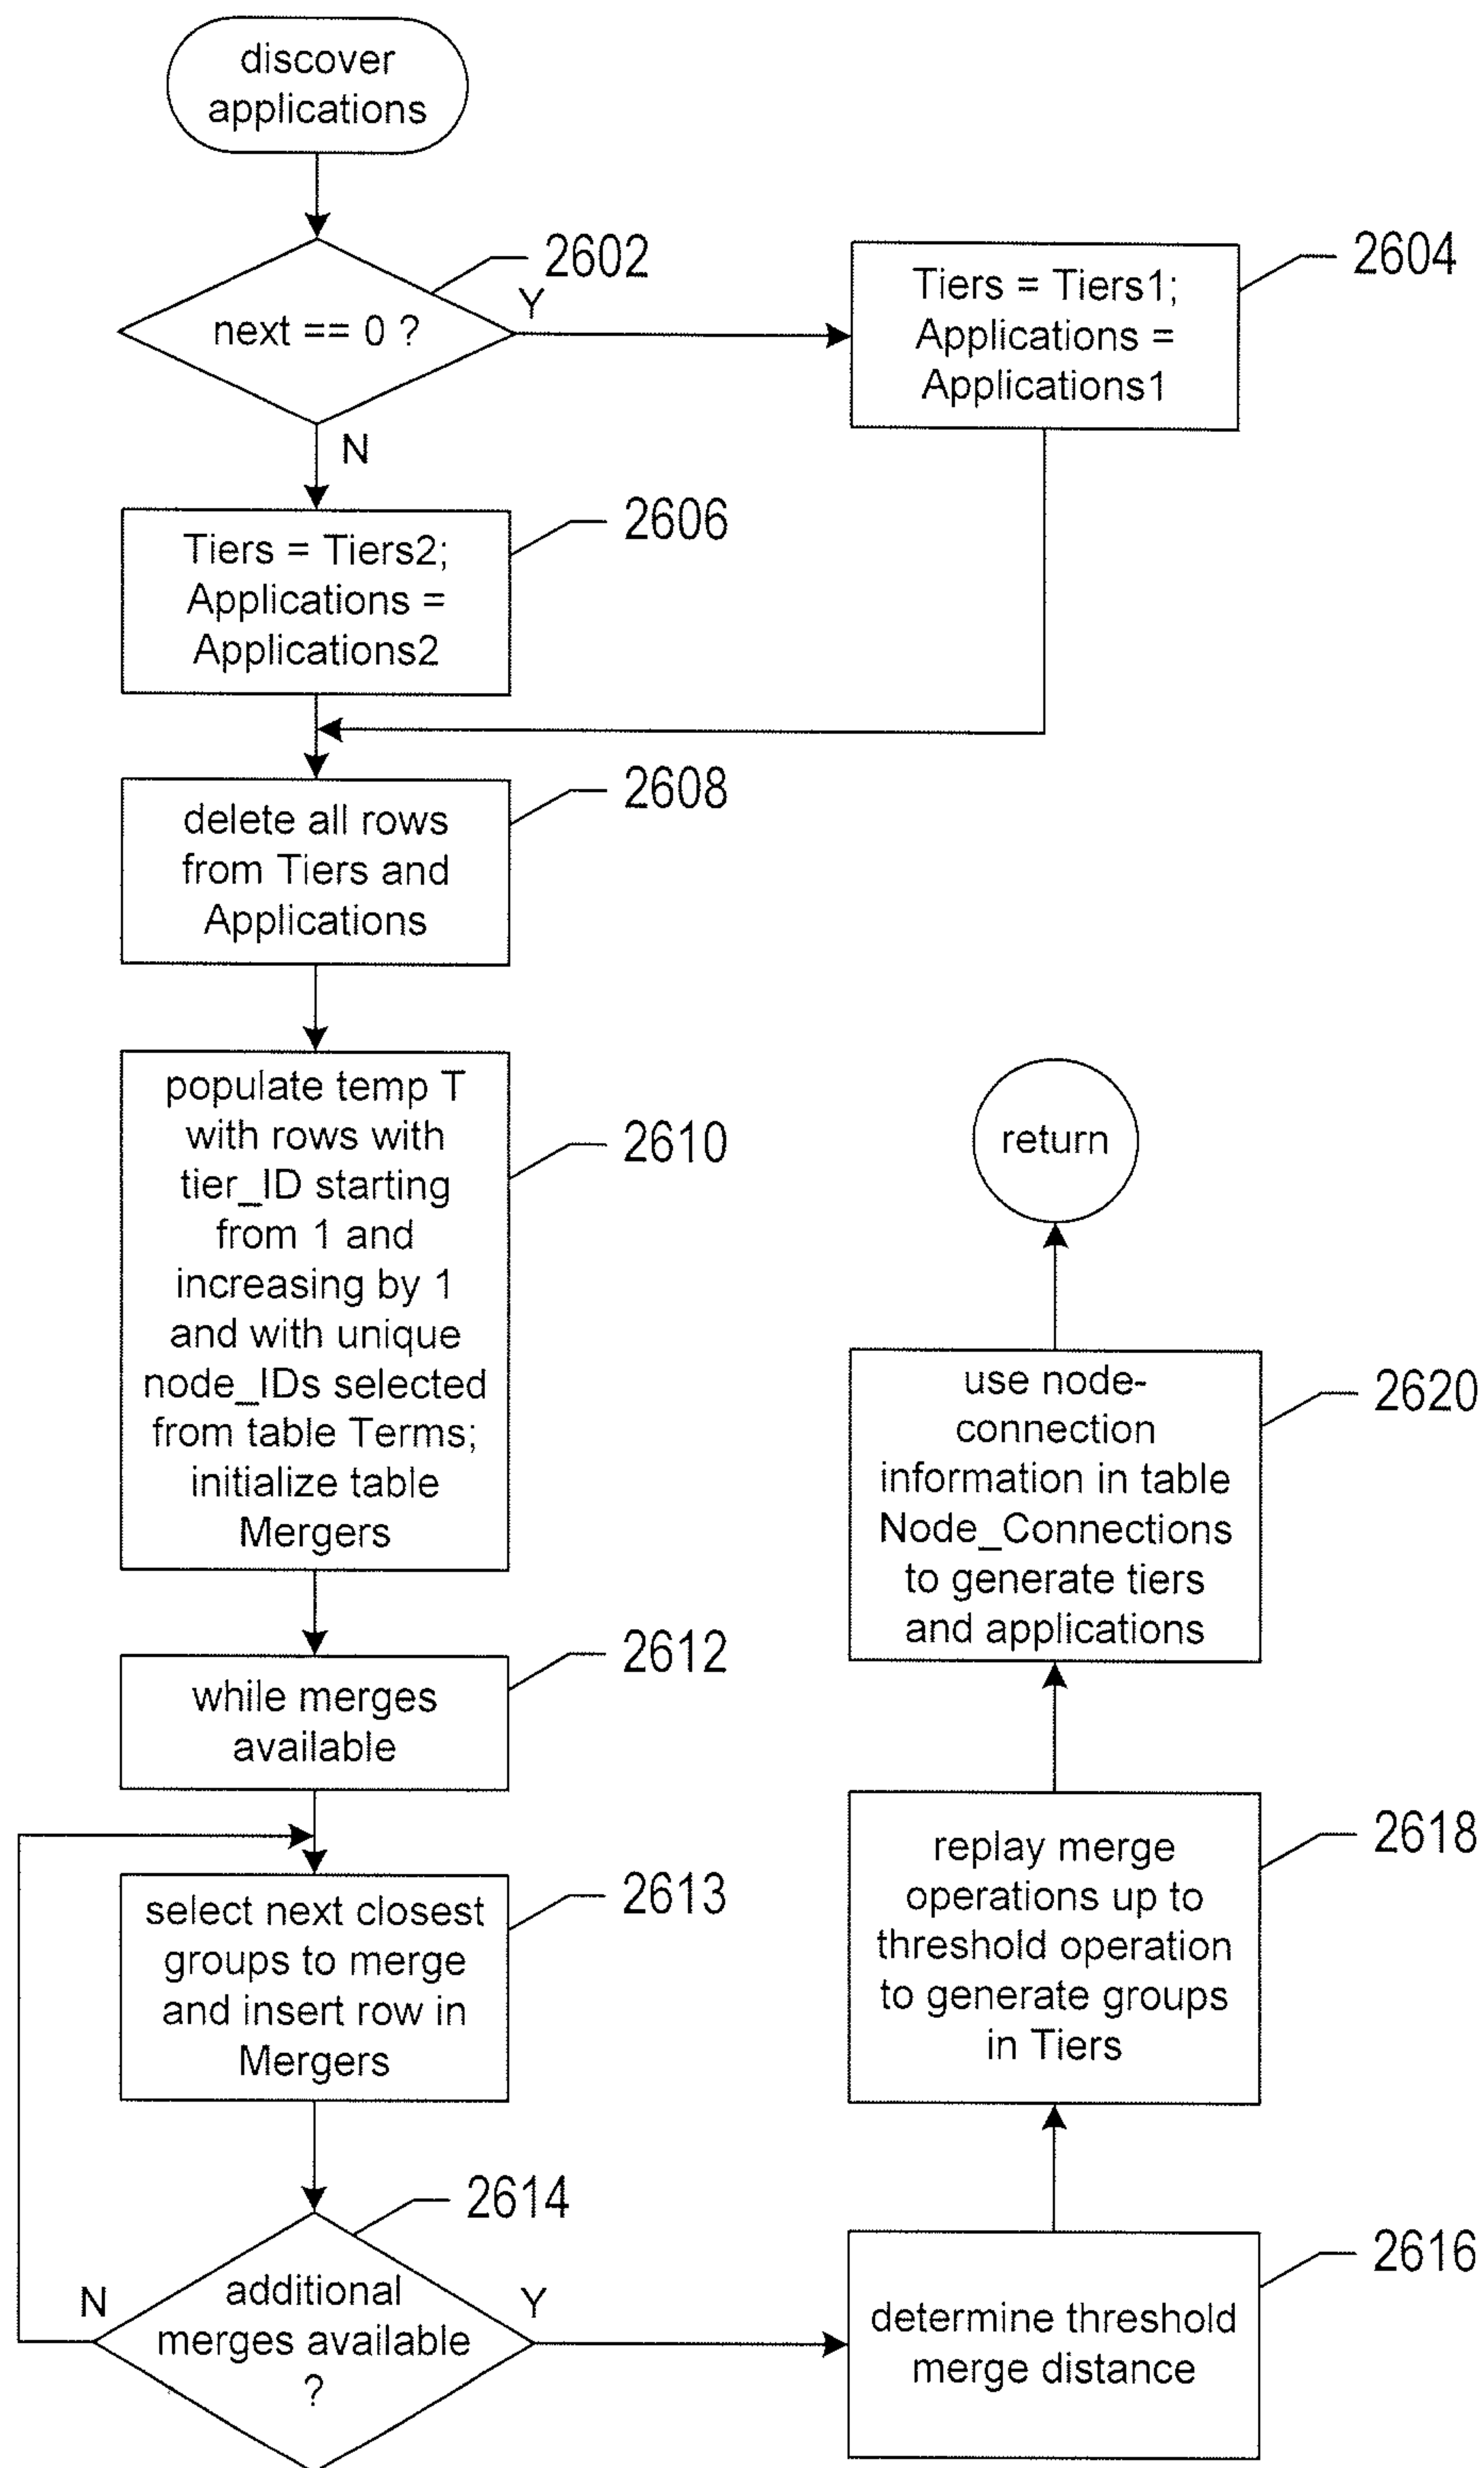 discover
applications
2602
next == 0 ?
Y
N
2604
Tiers = Tiers1;
Applications =
Applications1
2606
Tiers = Tiers2;
Applications =
Applications2
2608
delete all rows
from Tiers and
Applications
2610
populate temp T
with rows with
tier_ID starting
from 1 and
increasing by 1
and with unique
node_IDs selected
from table Terms;
initialize table
Mergers
2612
while merges
available
2613
select next closest
groups to merge
and insert row in
Mergers
2614
additional
merges available
?
N
Y
2616
determine threshold
merge distance
2618
replay merge
operations up to
threshold operation
to generate groups
in Tiers
2620
use node-
connection
information in table
Node_Connections
to generate tiers
and applications
return